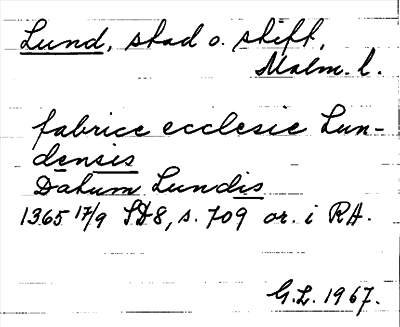 Lund, stad o. stift,
Malm. l.
fabrice ecclesie Lun-
densis
Datum Lundis
1365 17/9 SD8, s. 709 or. i RA.
G.L. 1967.